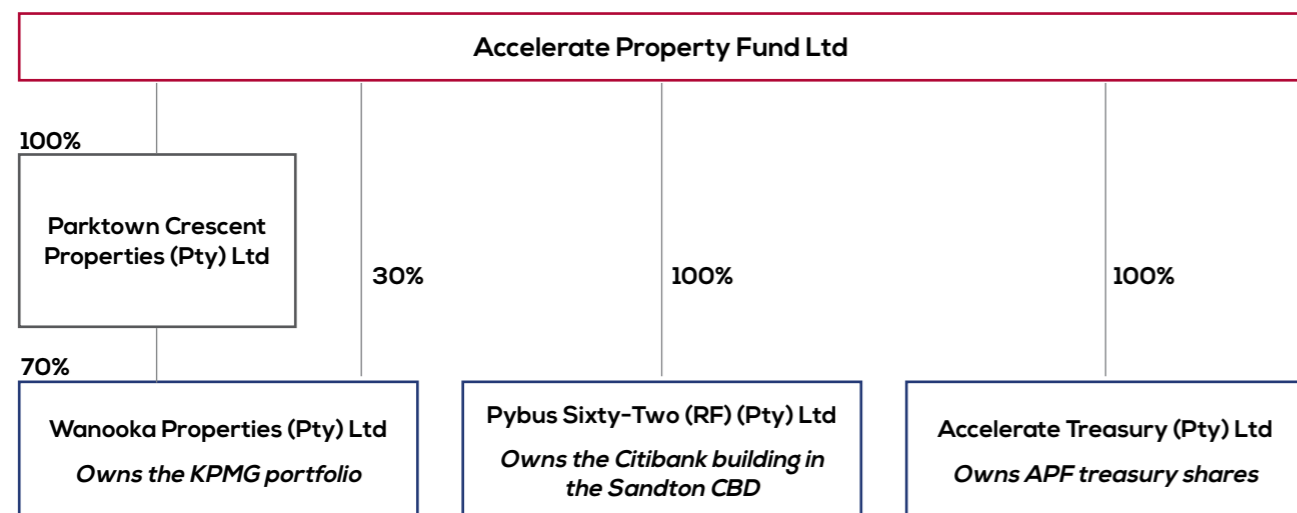 Accelerate Property Fund Ltd
100%
Parktown Crescent
Properties (Pty) Ltd
30%
100%
100%
70%
Wanooka Properties (Pty) Ltd
Owns the KPMG portfolio
Pybus Sixty-Two (RF) (Pty) Ltd
Owns the Citibank building in
the Sandton CBD
Accelerate Treasury (Pty) Ltd
Owns APF treasury shares